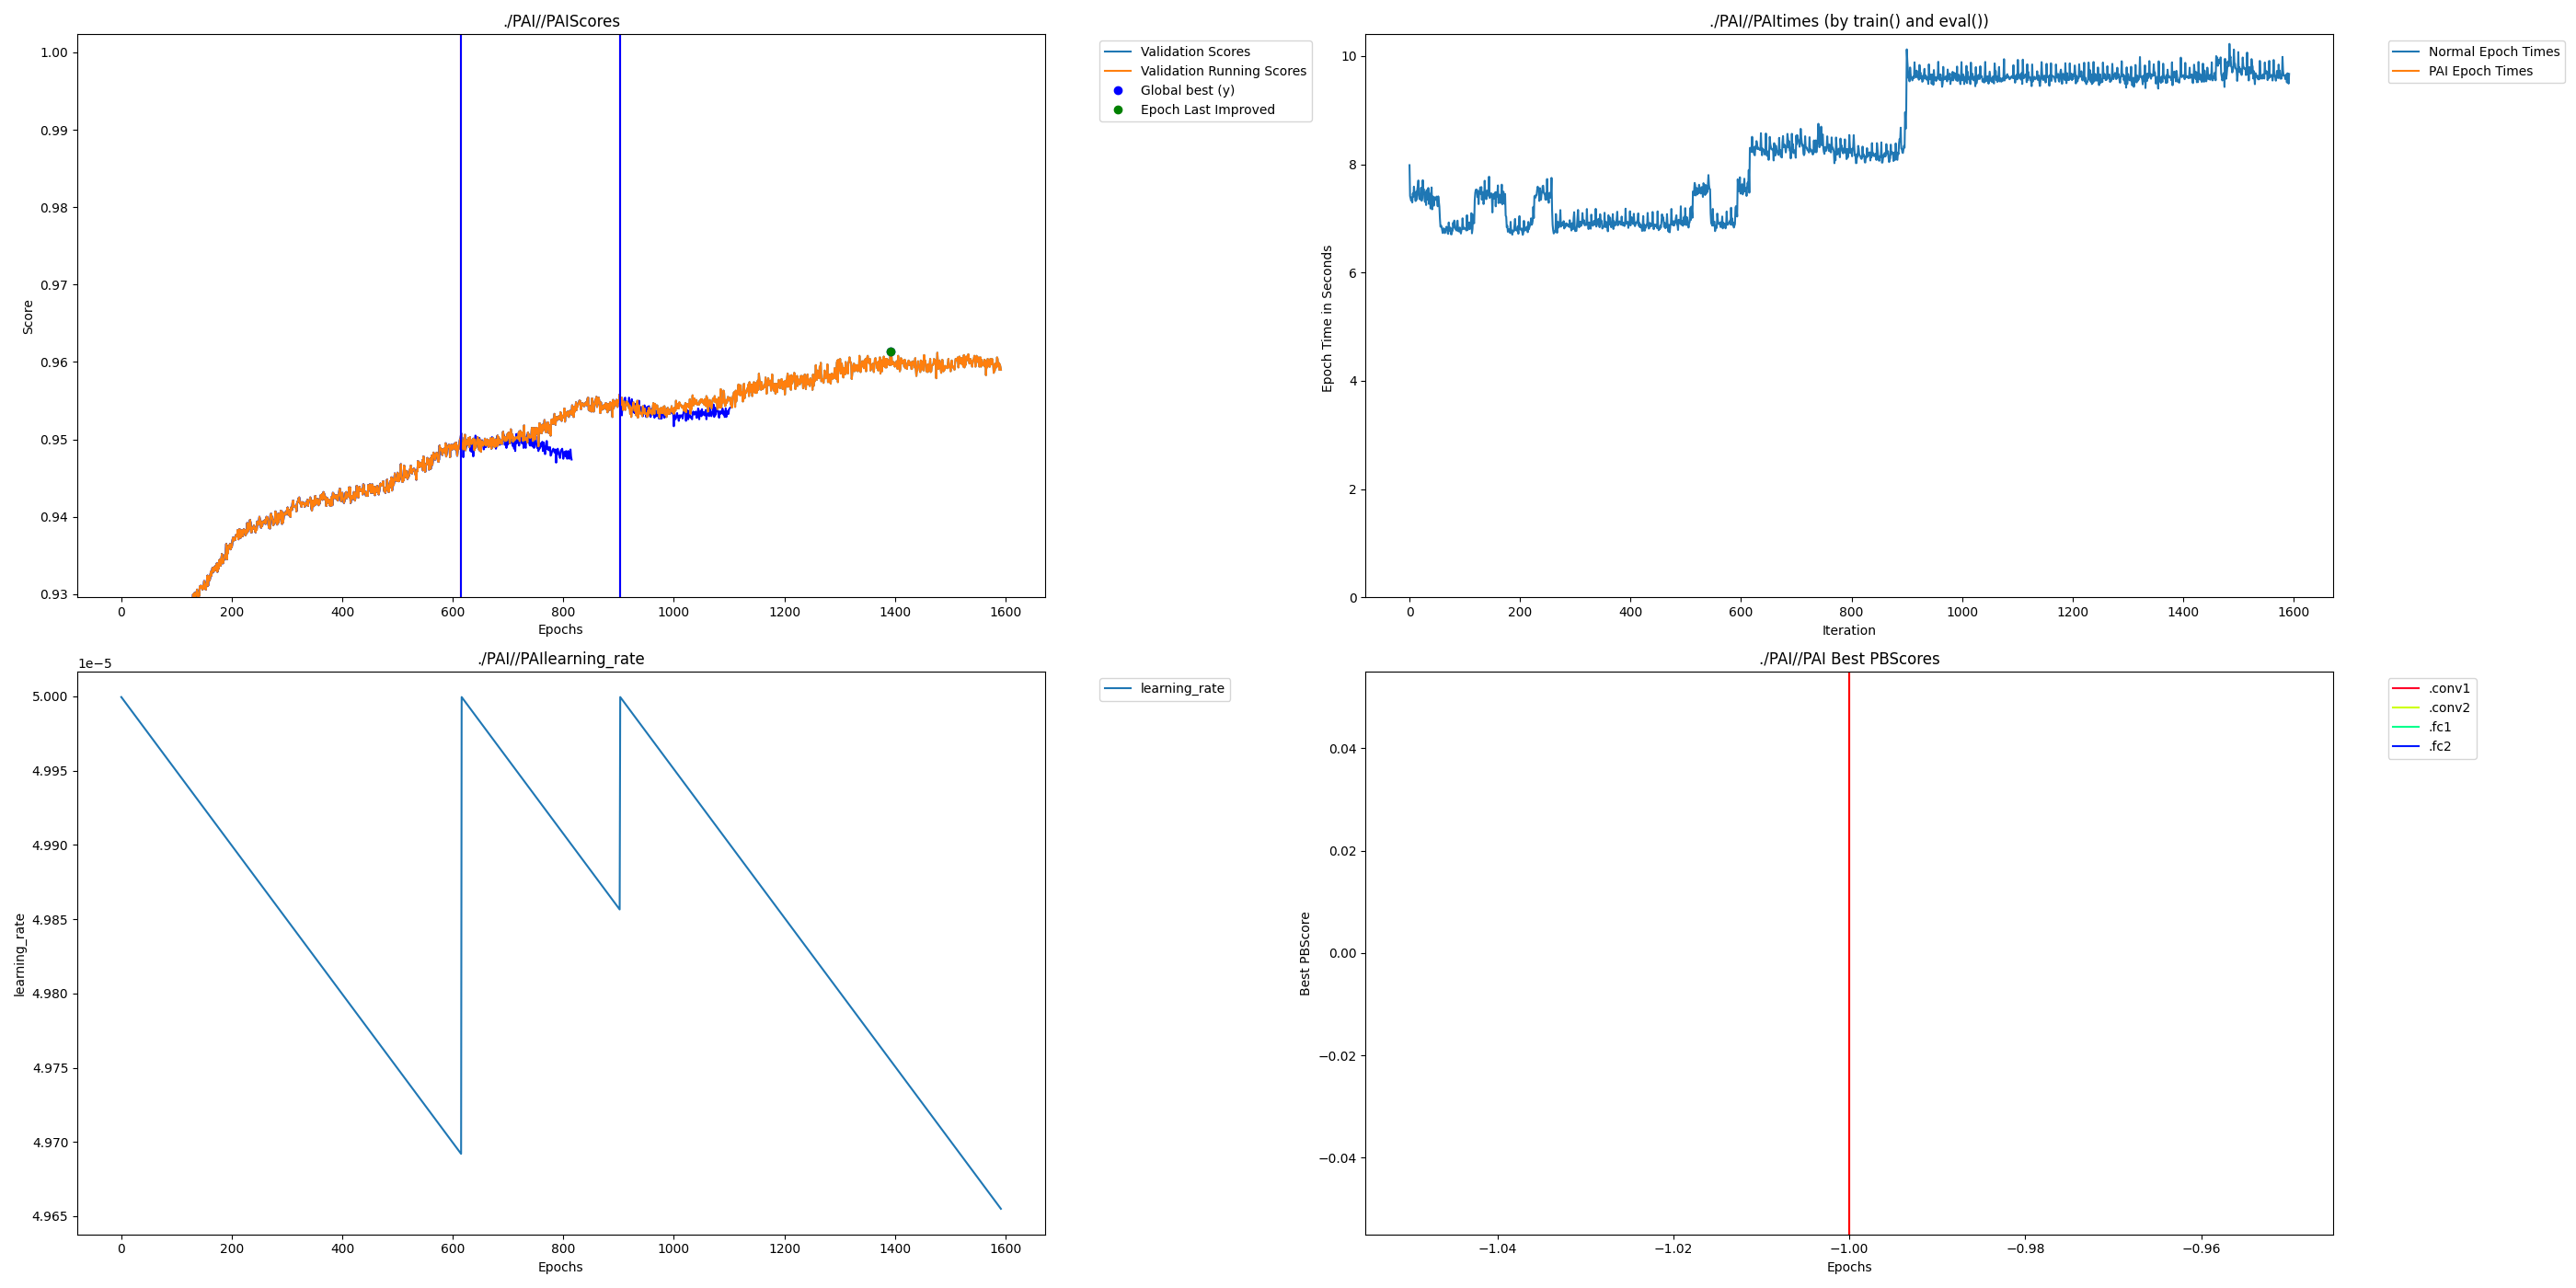 ./PAI//PAIScores
Score
1.00
0.99
0.98
0.97
0.96
0.95
0.94
0.93
0 200 400 600 800 1000 1200 1400 1600
Epochs
Validation Scores
Validation Running Scores
Global best (y)
Epoch Last Improved
./PAI//PAItimes (by train() and eval())
Epoch Time in Seconds
10
8
6
4
2
0
0 200 400 600 800 1000 1200 1400 1600
Iteration
Normal Epoch Times
PAI Epoch Times
./PAI//PAIlearning_rate
1e−5
learning_rate
5.000
4.995
4.990
4.985
4.980
4.975
4.970
4.965
0 200 400 600 800 1000 1200 1400 1600
Epochs
learning_rate
./PAI//PAI Best PBScores
Best PBScore
0.04
0.02
0.00
−0.02
−0.04
−1.04 −1.02 −1.00 −0.98 −0.96
Epochs
.conv1
.conv2
.fc1
.fc2